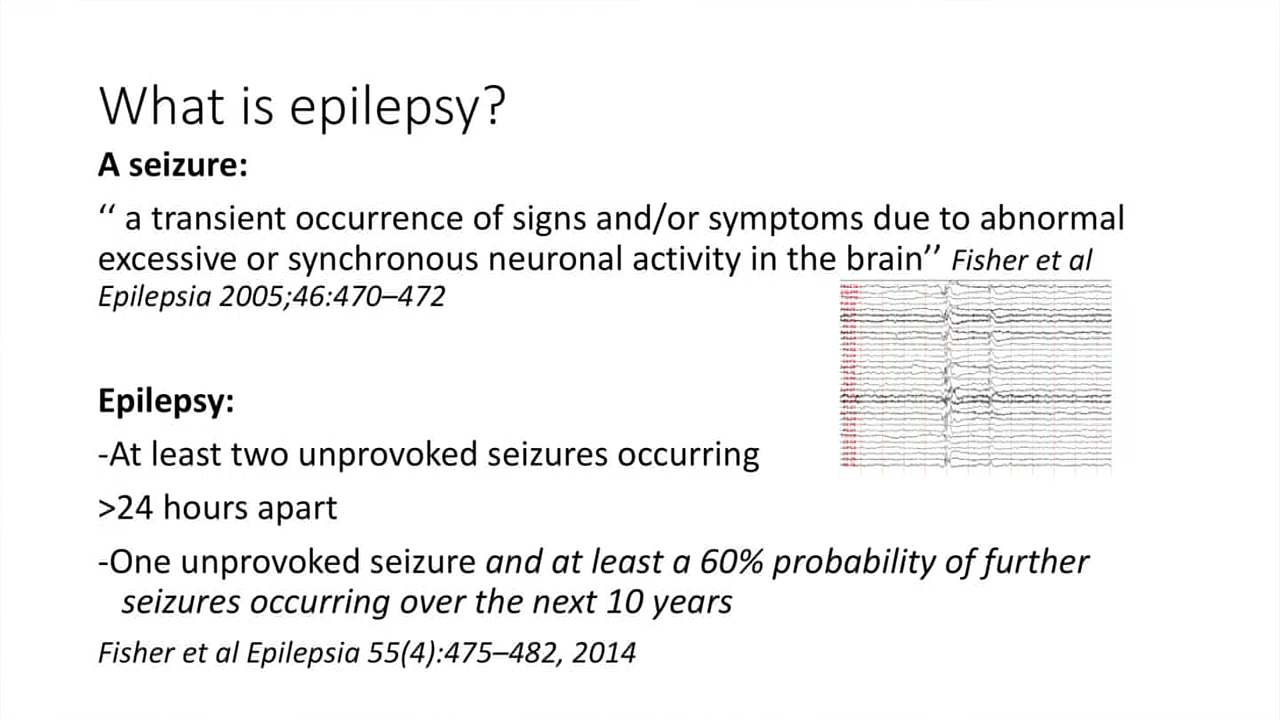 What is epilepsy?
A seizure:
‘‘ a transient occurrence of signs and/or symptoms due to abnormal
excessive or synchronous neuronal activity in the brain’’ Fisher et al
Epilepsia 2005;46:470–472
Epilepsy:
-At least two unprovoked seizures occurring
>24 hours apart
-One unprovoked seizure and at least a 60% probability of further
seizures occurring over the next 10 years
Fisher et al Epilepsia 55(4):475–482, 2014